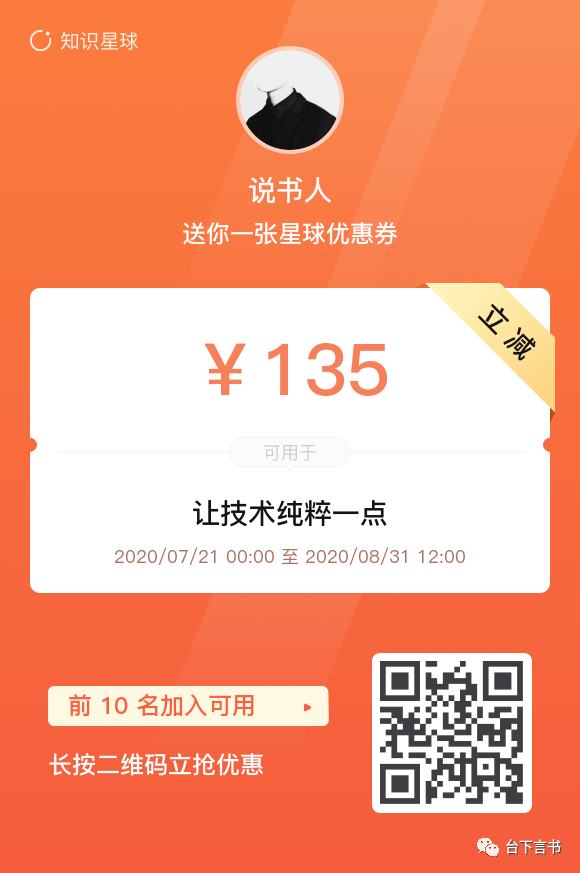 知识星球
说书人
送你一张星球优惠券
立减
¥135
可用于
让技术纯粹一点
2020/07/21 00:00 至 2020/08/31 12:00
前 10 名加入可用
长按二维码立抢优惠
台下言书